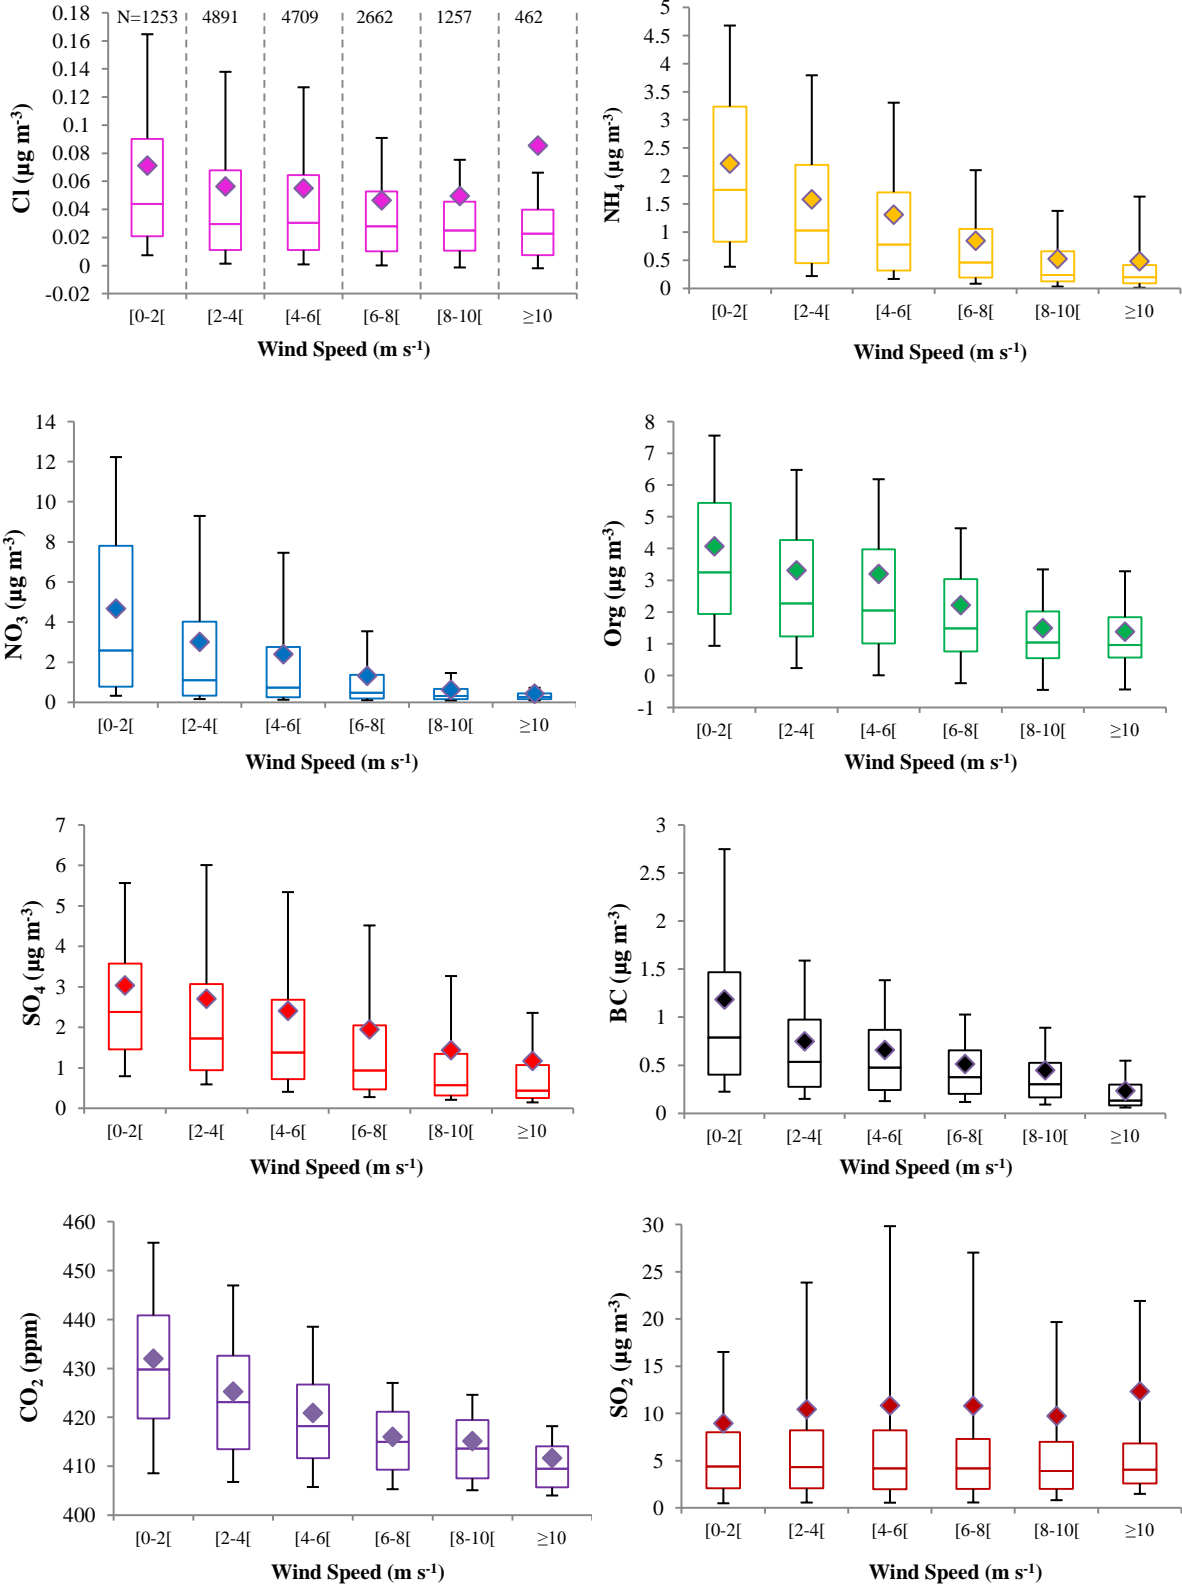 N=1253 4891 4709 2662 1257 462
0.18
0.16
0.14
0.12
0.1
0.08
0.06
0.04
0.02
0
-0.02
Cl (µg m-3)
[0-2[ [2-4[ [4-6[ [6-8[ [8-10[ ≥10
Wind Speed (m s-1)
5
4.5
4
3.5
3
2.5
2
1.5
1
0.5
0
NH4 (µg m-3)
[0-2[ [2-4[ [4-6[ [6-8[ [8-10[ ≥10
Wind Speed (m s-1)
14
12
10
8
6
4
2
0
NO3 (µg m-3)
[0-2[ [2-4[ [4-6[ [6-8[ [8-10[ ≥10
Wind Speed (m s-1)
8
7
6
5
4
3
2
1
0
-1
Org (µg m-3)
[0-2[ [2-4[ [4-6[ [6-8[ [8-10[ ≥10
Wind Speed (m s-1)
7
6
5
4
3
2
1
0
SO4 (µg m-3)
[0-2[ [2-4[ [4-6[ [6-8[ [8-10[ ≥10
Wind Speed (m s-1)
3
2.5
2
1.5
1
0.5
0
BC (µg m-3)
[0-2[ [2-4[ [4-6[ [6-8[ [8-10[ ≥10
Wind Speed (m s-1)
460
450
440
430
420
410
400
CO2 (ppm)
[0-2[ [2-4[ [4-6[ [6-8[ [8-10[ ≥10
Wind Speed (m s-1)
30
25
20
15
10
5
0
SO2 (µg m-3)
[0-2[ [2-4[ [4-6[ [6-8[ [8-10[ ≥10
Wind Speed (m s-1)